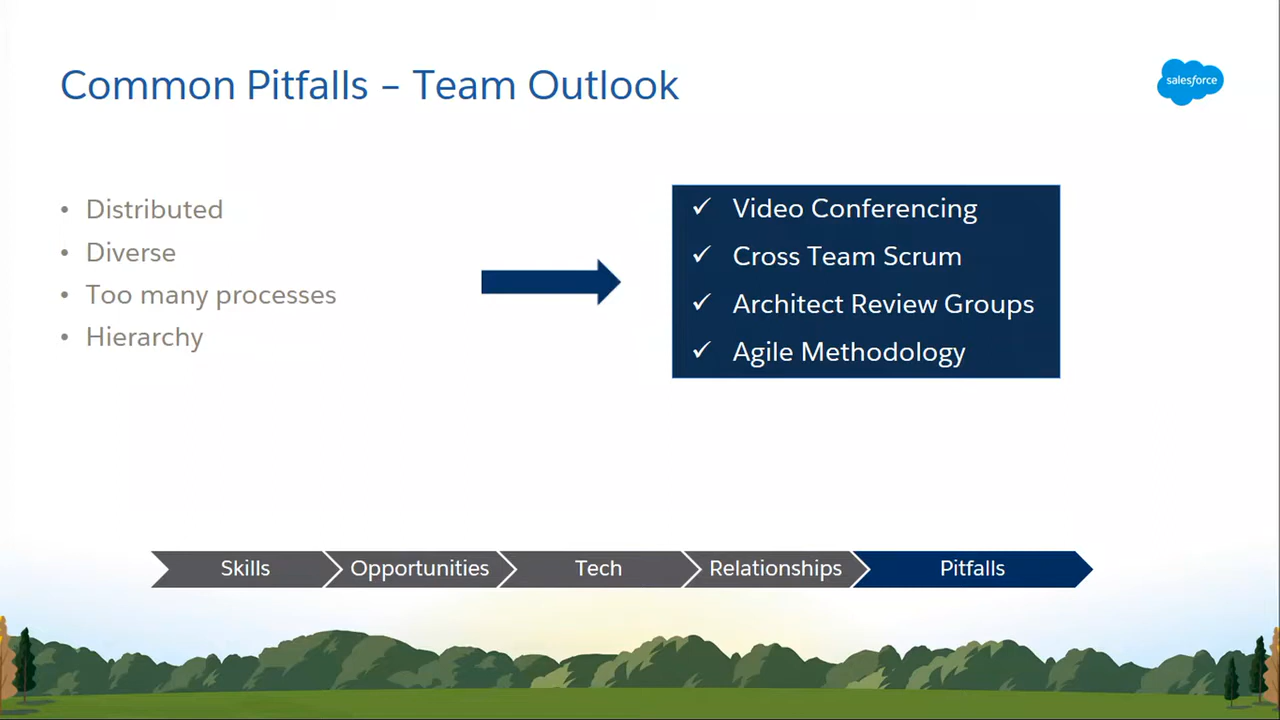 Common Pitfalls – Team Outlook
salesforce
• Distributed
• Diverse
• Too many processes
• Hierarchy
✓ Video Conferencing
✓ Cross Team Scrum
✓ Architect Review Groups
✓ Agile Methodology
Skills
Opportunities
Tech
Relationships
Pitfalls